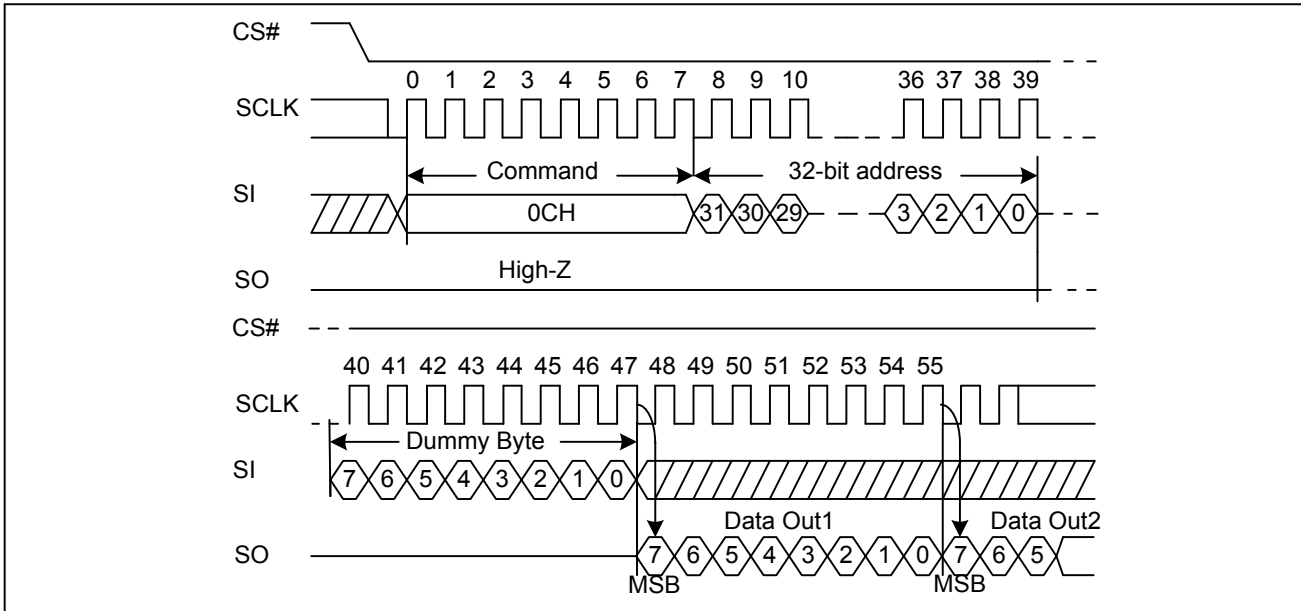 CS#
0 1 2 3 4 5 6 7 8 9 10 36 37 38 39
SCLK
Command 32-bit address
SI
0CH 31 30 29 3 2 1 0
High-Z
SO
CS#
40 41 42 43 44 45 46 47 48 49 50 51 52 53 54 55
SCLK
Dummy Byte
SI
7 6 5 4 3 2 1 0
Data Out1 Data Out2
SO
7 6 5 4 3 2 1 0 7 6 5
MSB MSB